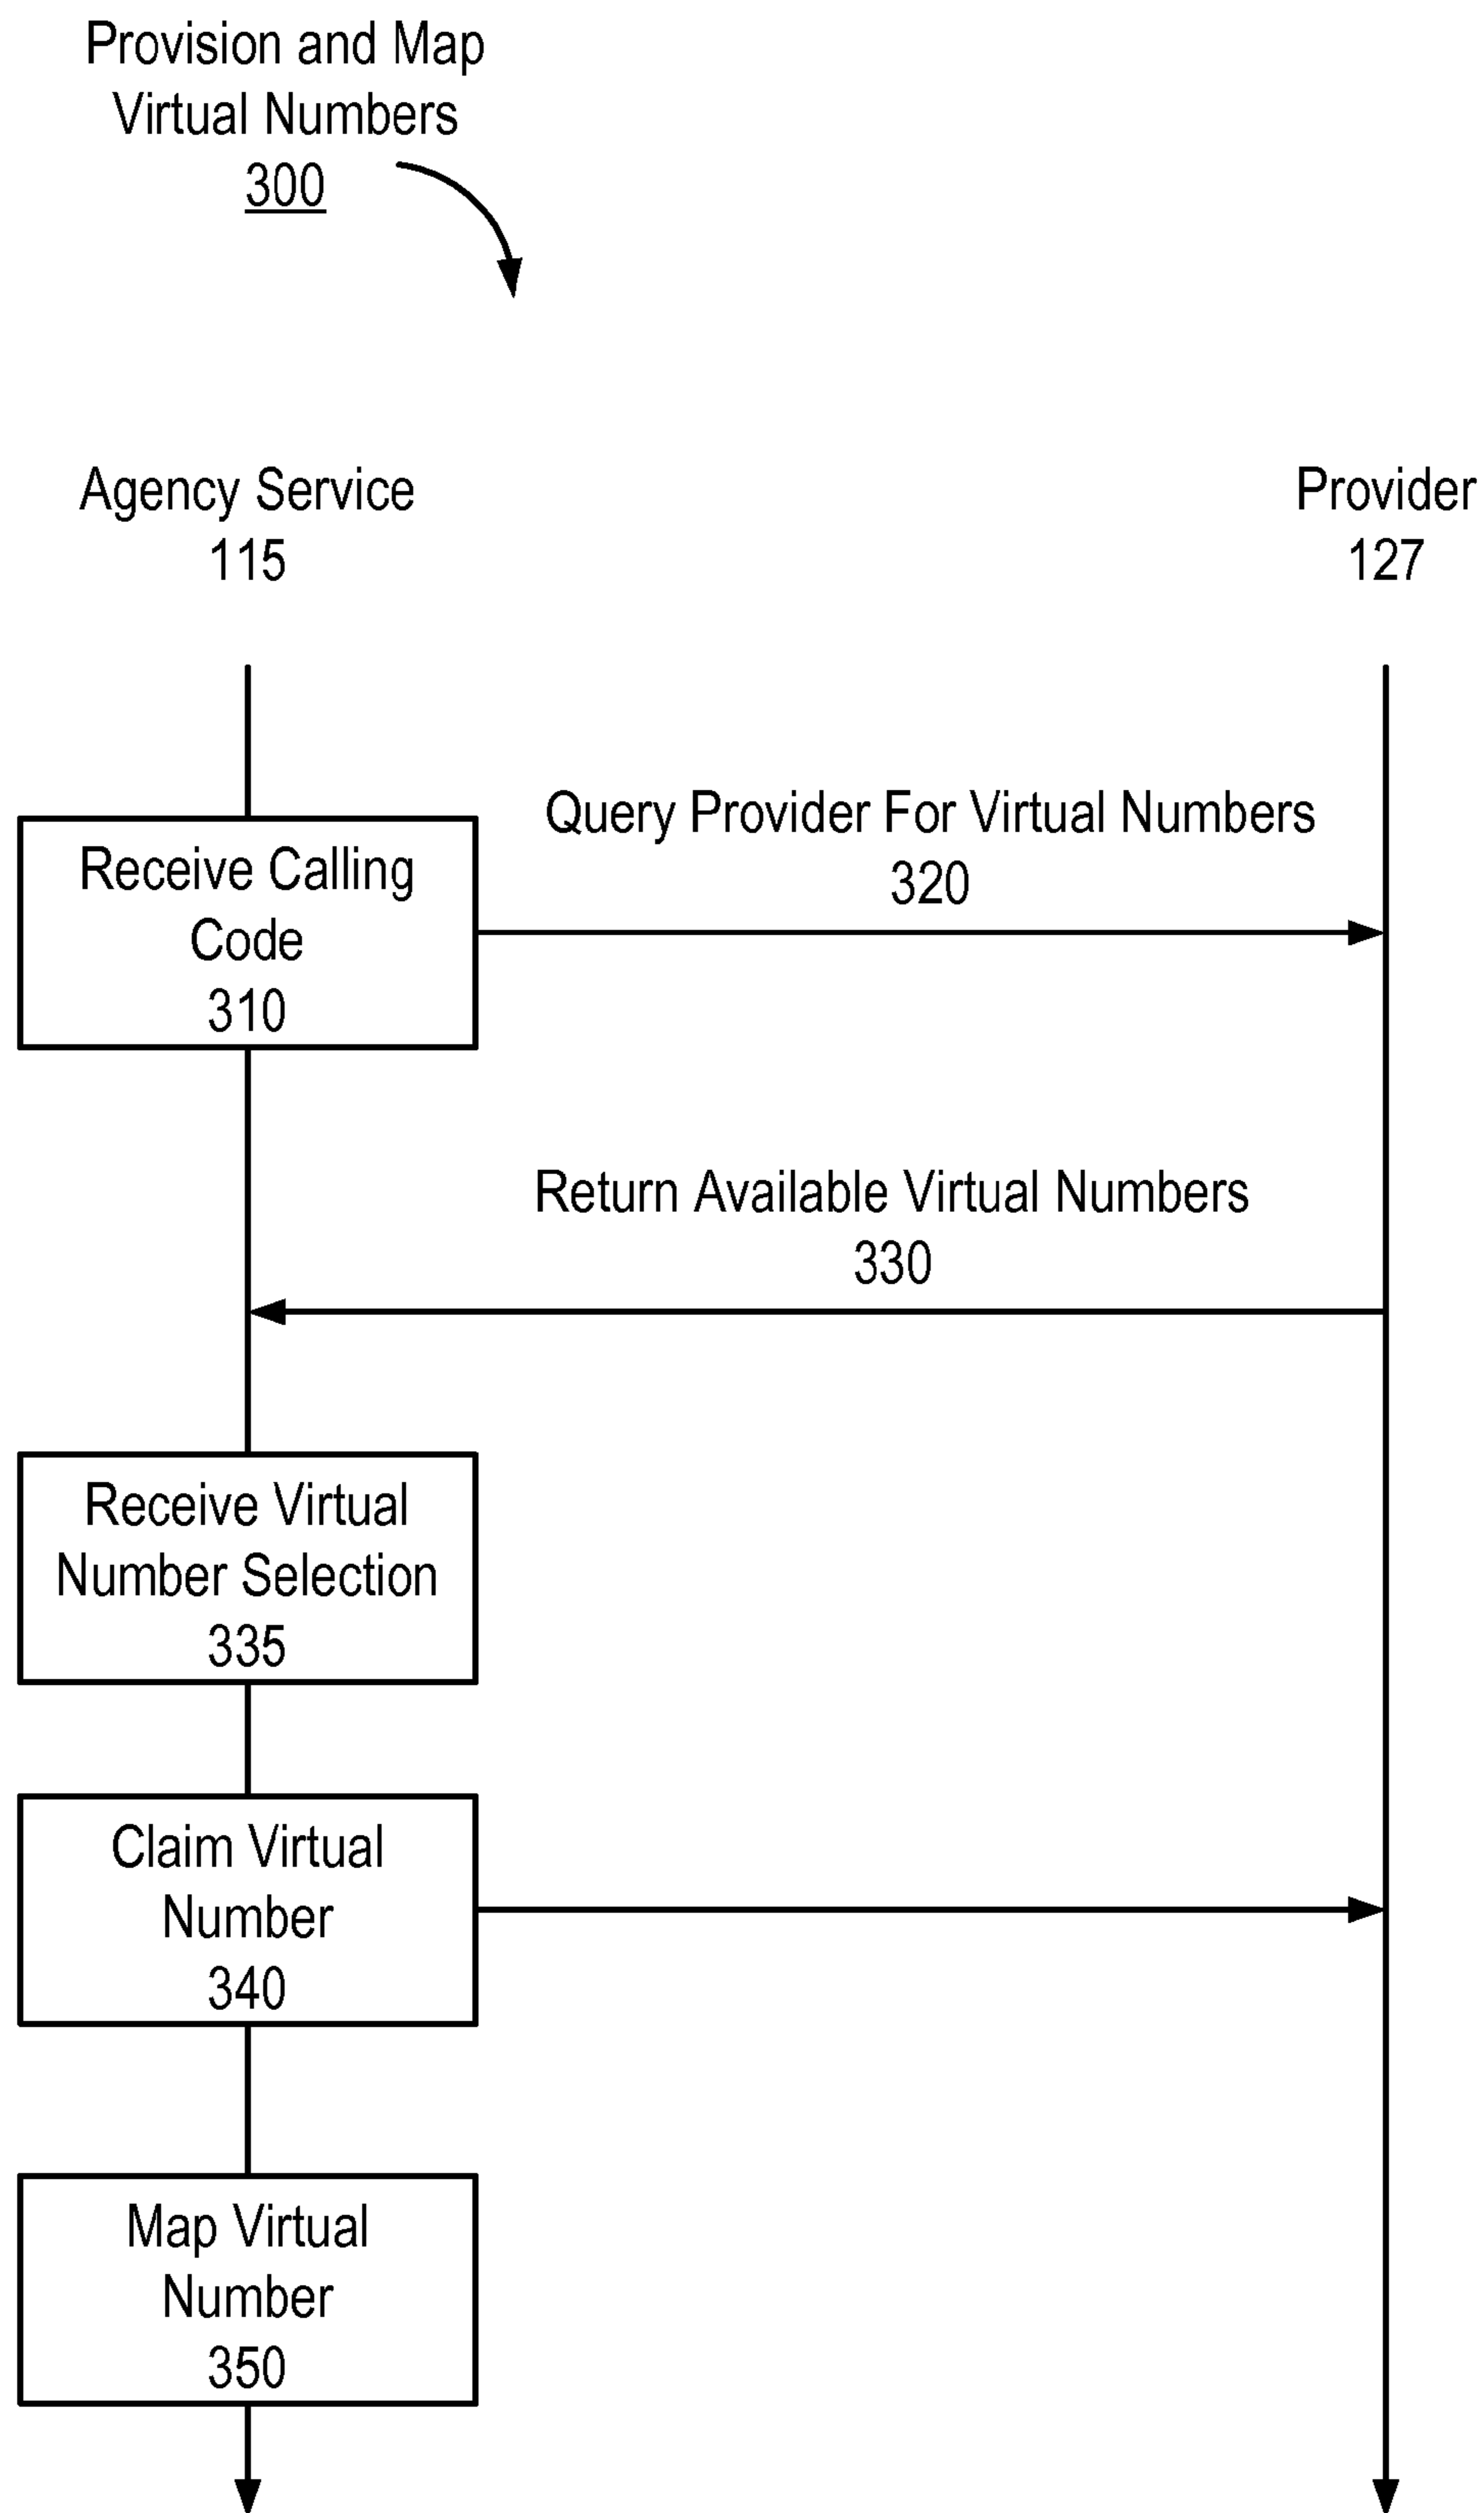 Provision and Map
Virtual Numbers
300
Agency Service
115
Provider
127
Query Provider For Virtual Numbers
320
Receive Calling
Code
310
Return Available Virtual Numbers
330
Receive Virtual
Number Selection
335
Claim Virtual
Number
340
Map Virtual
Number
350